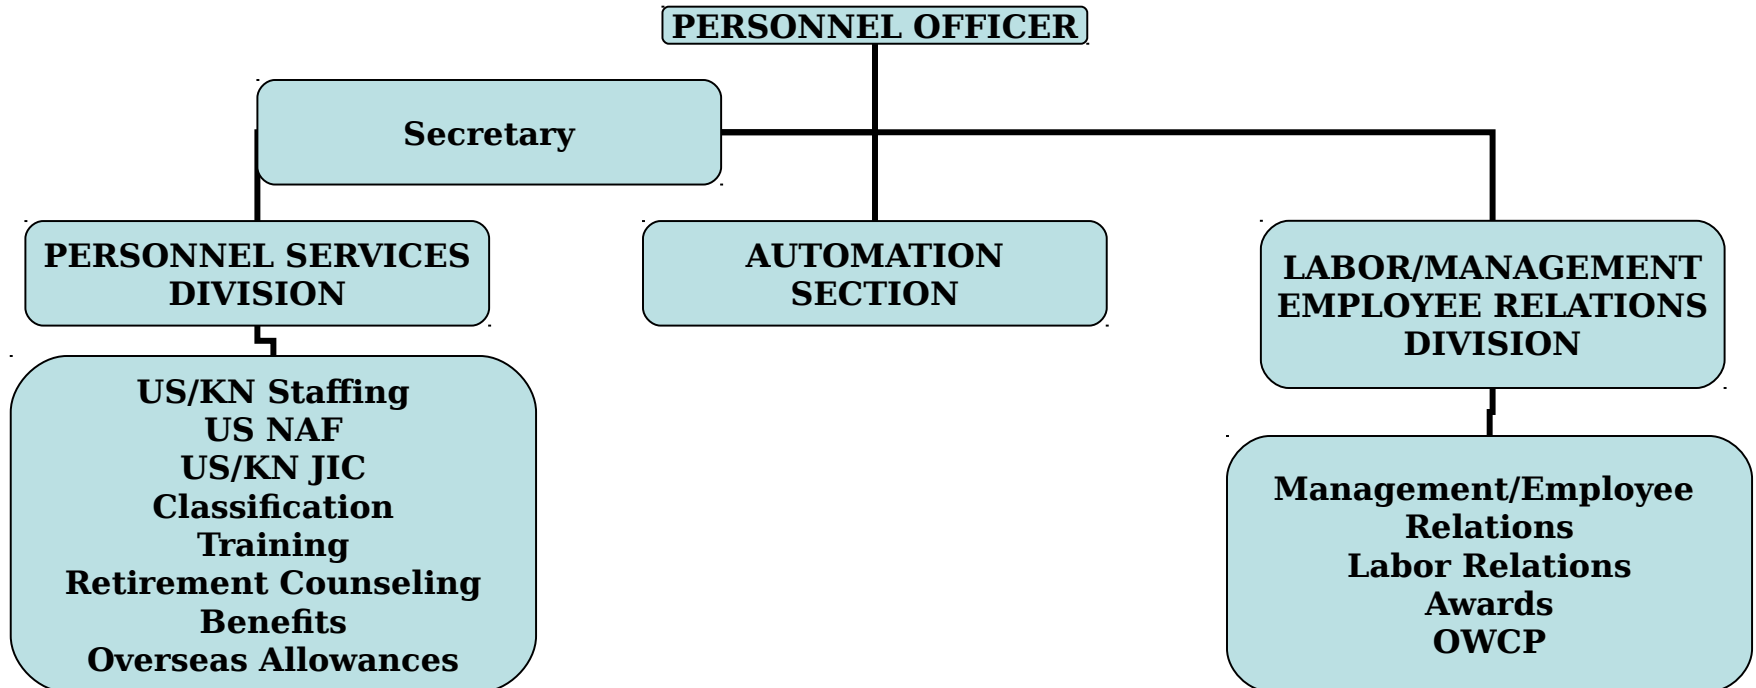 PERSONNEL OFFICER
Secretary
PERSONNEL SERVICES
DIVISION
AUTOMATION
SECTION
LABOR/MANAGEMENT
EMPLOYEE RELATIONS
DIVISION
US/KN Staffing
US NAF
US/KN JIC
Classification
Training
Retirement Counseling
Benefits
Overseas Allowances
Management/Employee
Relations
Labor Relations
Awards
OWCP